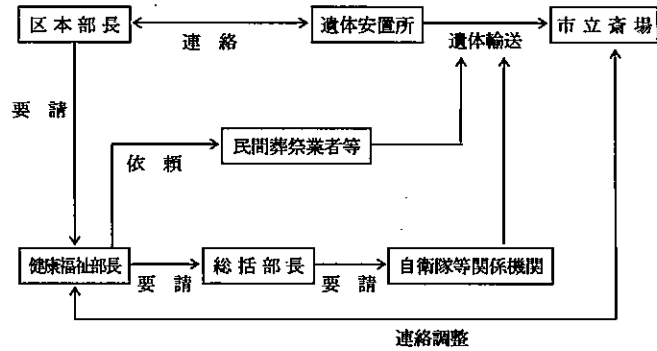 区本部長
連絡
遺体安置所
遺体輸送
市立斎場
要請
依頼
民間葬祭業者等
健康福祉部長
要請
総括部長
要請
自衛隊等関係機関
連絡調整